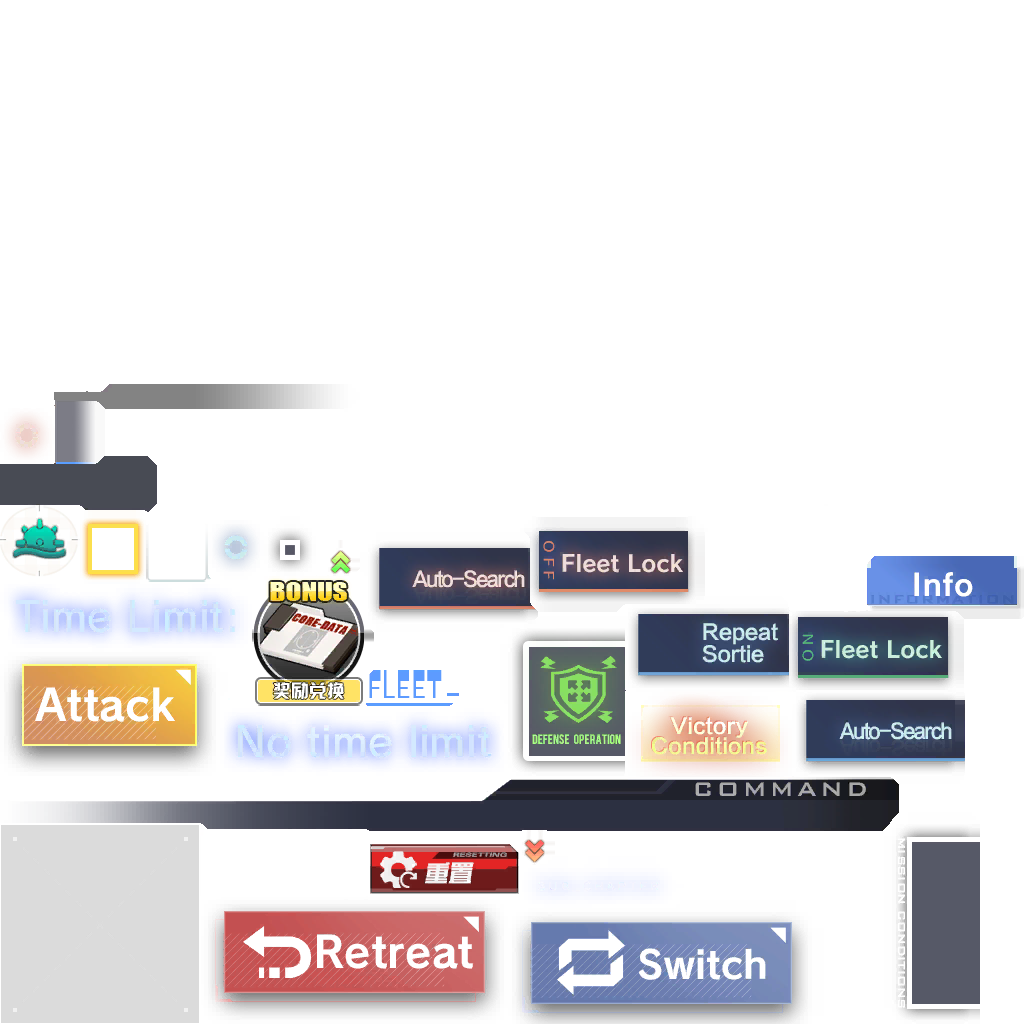 OFF
Fleet Lock
Auto-Search
Info
INFORMATION
BONUS
CORE-DATA
奖励兑换
Time Limit:
Repeat
Sortie
ON
Fleet Lock
FLEET_
Attack
DEFENSE OPERATION
Victory
Conditions
Auto-Search
No time limit
COMMAND
RESETTING
重置
MISSION CONDITIONS
Retreat
Switch